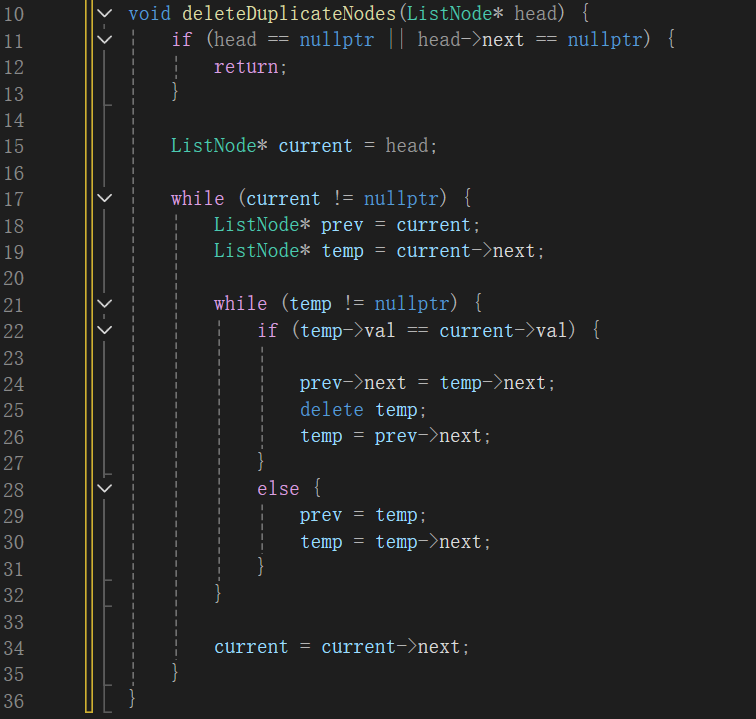 10 void deleteDuplicateNodes(ListNode* head) {
11 if (head == nullptr || head->next == nullptr) {
12 return;
13 }
14
15 ListNode* current = head;
16
17 while (current != nullptr) {
18 ListNode* prev = current;
19 ListNode* temp = current->next;
20
21 while (temp != nullptr) {
22 if (temp->val == current->val) {
23
24 prev->next = temp->next;
25 delete temp;
26 temp = prev->next;
27 }
28 else {
29 prev = temp;
30 temp = temp->next;
31 }
32 }
33
34 current = current->next;
35 }
36 }